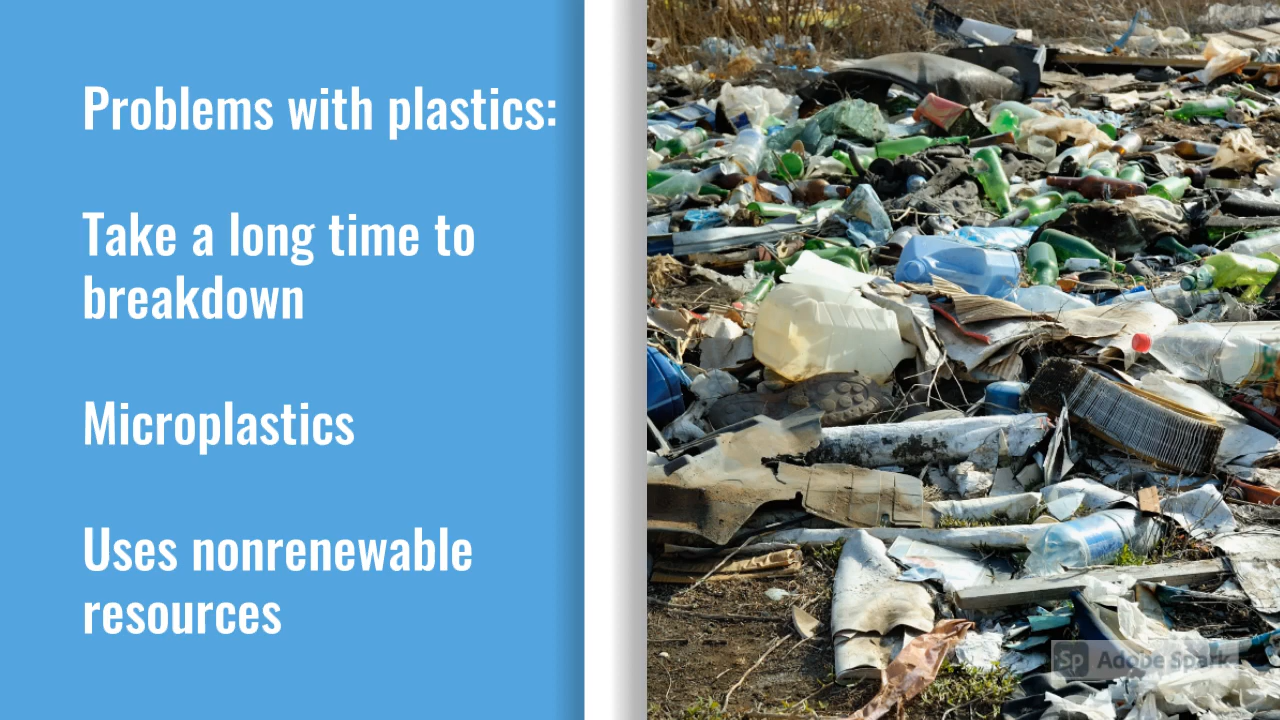 Problems with plastics:
Take a long time to
breakdown
Microplastics
Uses nonrenewable
resources
Sp Adobe Spark